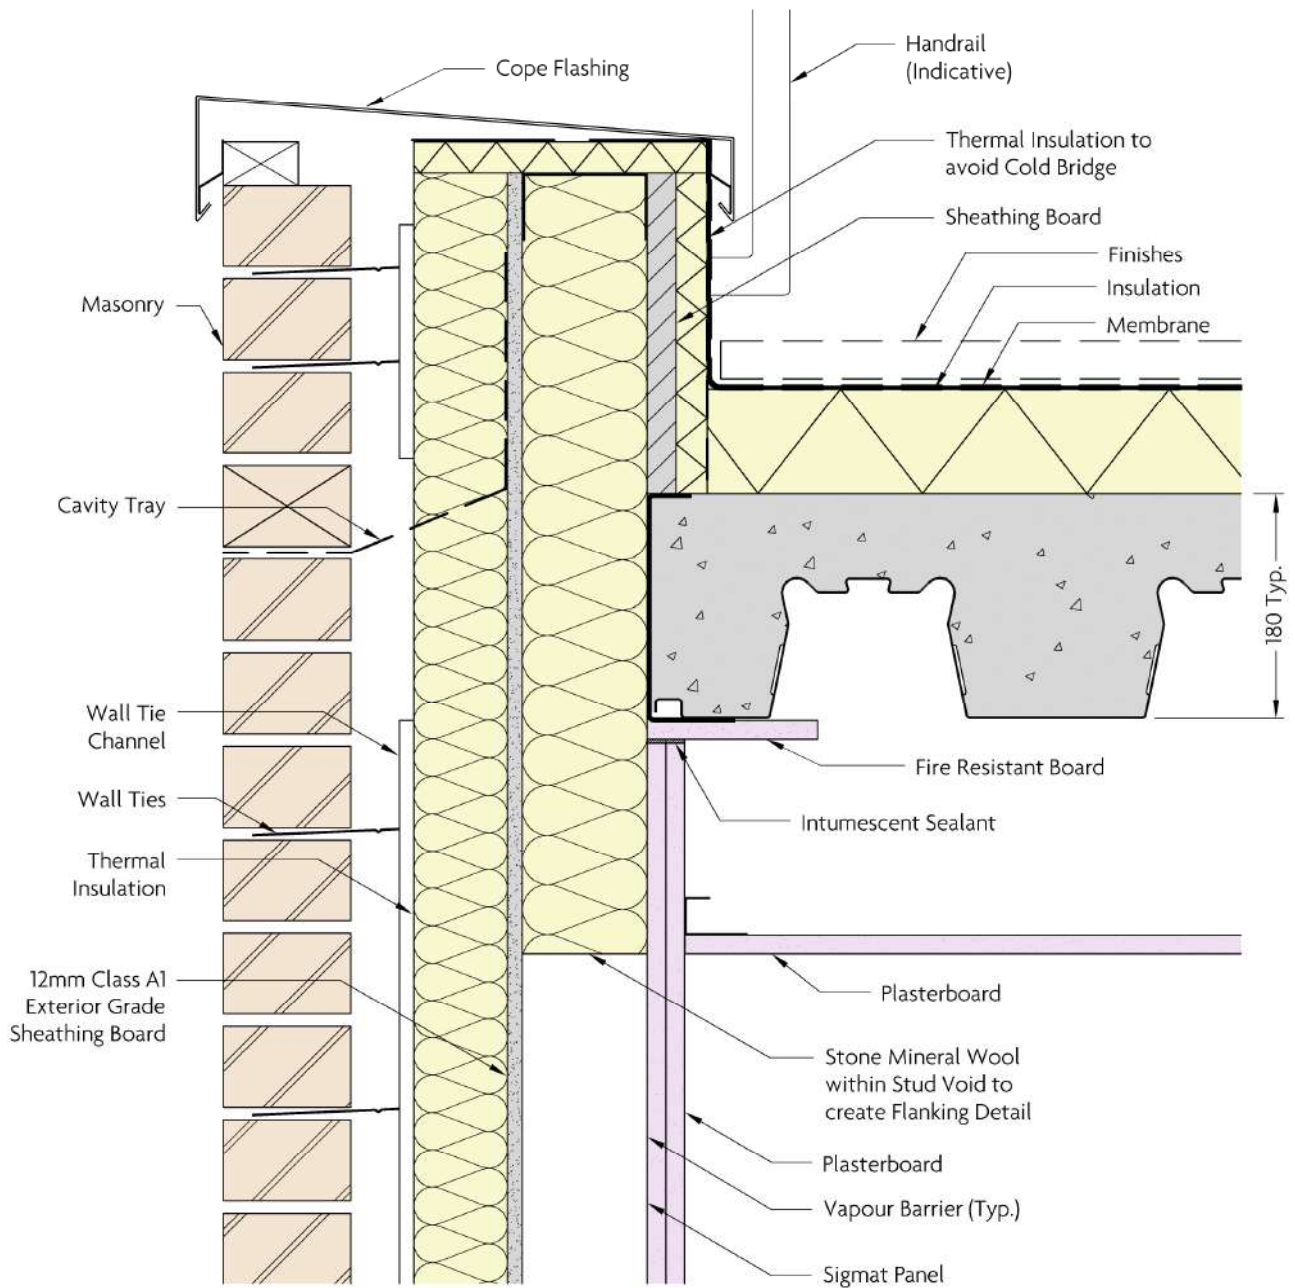 Cope Flashing
Handrail
(Indicative)
Thermal Insulation to
avoid Cold Bridge
Sheathing Board
Finishes
Insulation
Membrane
Masonry
Cavity Tray
180 Typ.
Wall Tie
Channel
Wall Ties
Thermal
Insulation
12mm Class A1
Exterior Grade
Sheathing Board
Fire Resistant Board
Intumescent Sealant
Plasterboard
Stone Mineral Wool
within Stud Void to
create Flanking Detail
Plasterboard
Vapour Barrier (Typ.)
Sigmat Panel